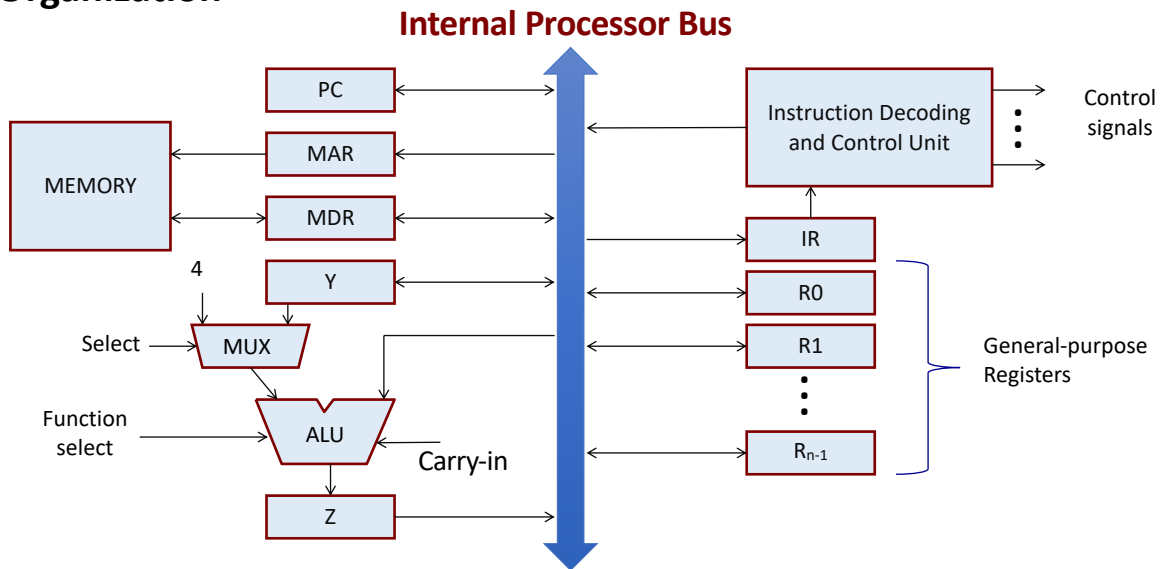 Organization
Internal Processor Bus
PC
MAR
MEMORY
MDR
4
Y
Select
MUX
Function
select
ALU
Carry-in
Z
Instruction Decoding
and Control Unit
Control
signals
IR
R0
R1
General-purpose
Registers
Rn-1